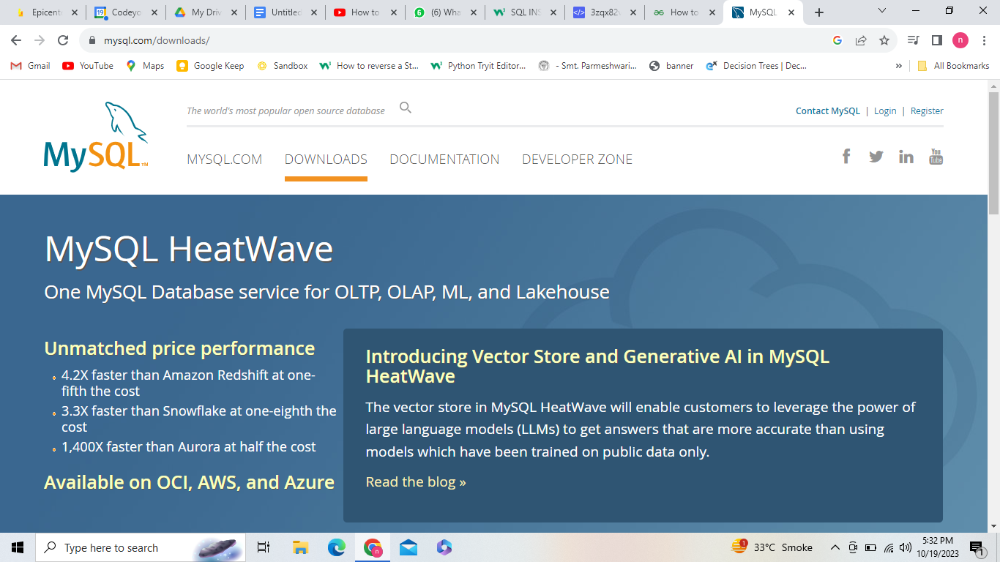 Epicent
19
Codeyo
My Driv
Untitled
How to
6
(6) Wha
SQL INS
3zqx82
How to
MySQL
mysql.com/downloads/
n
Gmail
YouTube
Maps
Google Keep
Sandbox
How to reverse a St...
Python Tryit Editor...
- Smt. Parmeshwari...
banner
Decision Trees | Dec...
»
All Bookmarks
The world's most popular open source database
Contact MySQL | Login | Register
MySQL™
MYSQL.COM
DOWNLOADS
DOCUMENTATION
DEVELOPER ZONE
You Tube
MySQL HeatWave
One MySQL Database service for OLTP, OLAP, ML, and Lakehouse
Unmatched price performance
4.2X faster than Amazon Redshift at one-
fifth the cost
3.3X faster than Snowflake at one-eighth the
cost
1,400X faster than Aurora at half the cost
Available on OCI, AWS, and Azure
Introducing Vector Store and Generative AI in MySQL
HeatWave
The vector store in MySQL HeatWave will enable customers to leverage the power of
large language models (LLMs) to get answers that are more accurate than using
models which have been trained on public data only.
Read the blog »
Type here to search
n
1
33°C Smoke
5:32 PM
10/19/2023
1